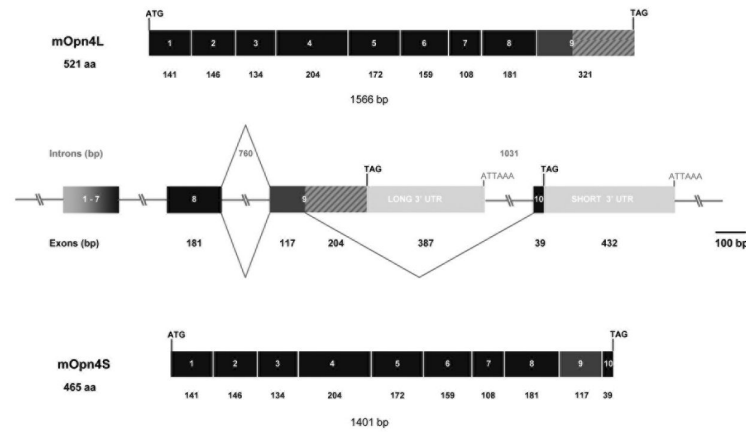 ATG TAG
mOpn4L 1 2 3 4 5 6 7 8 9
521 aa 141 146 134 204 172 159 108 181 321
1566 bp
Introns (bp) 760 1031
TAG ATTAAA TAG ATTAAA
1 - 7 8 9 LONG 3' UTR 10 SHORT 3' UTR
Exons (bp) 181 117 204 387 39 432 100 bp
ATG TAG
mOpn4S 1 2 3 4 5 6 7 8 9 10
465 aa 141 146 134 204 172 159 108 181 117 39
1401 bp